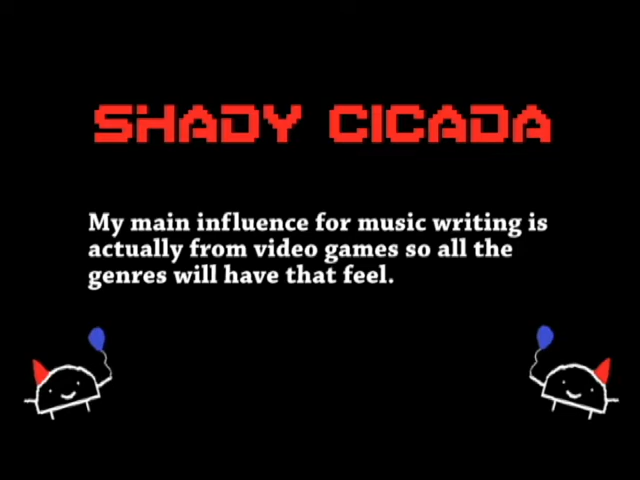 SHADY CICADA
My main influence for music writing is
actually from video games so all the
genres will have that feel.